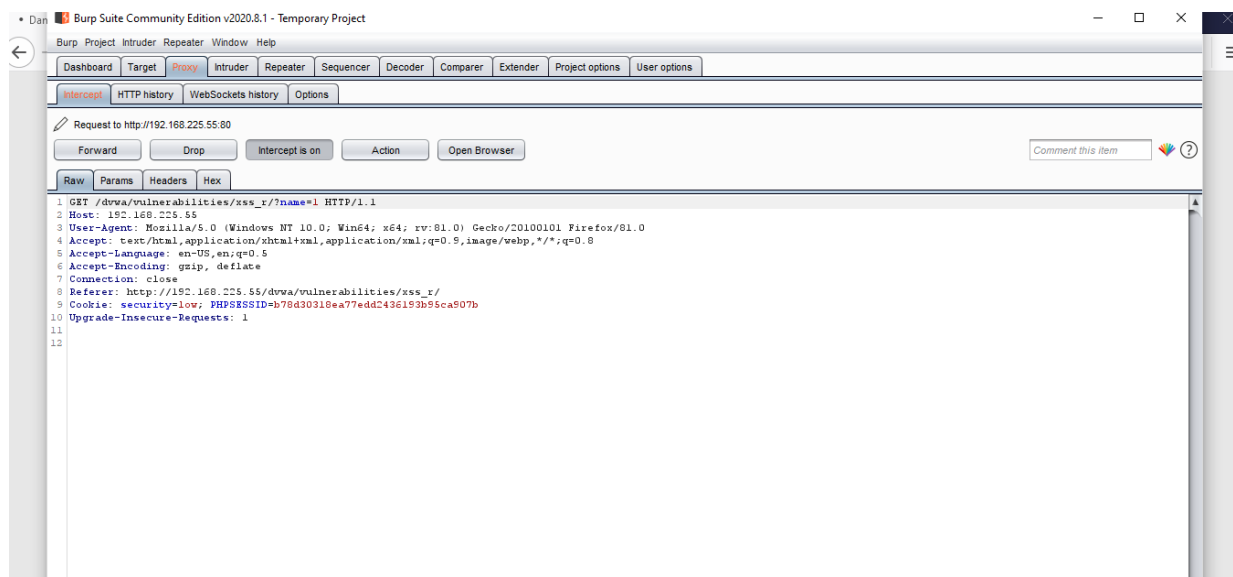 • Dan
Burp Suite Community Edition v2020.8.1 - Temporary Project
Burp Project Intruder Repeater Window Help
Dashboard Target Proxy Intruder Repeater Sequencer Decoder Comparer Extender Project options User options
Intercept HTTP history WebSockets history Options
Request to http://192.168.225.55:80
Forward Drop Intercept is on Action Open Browser Comment this item ?
Raw Params Headers Hex
1 GET /dvwa/vulnerabilities/xss_r/?name=1 HTTP/1.1
2 Host: 192.168.225.55
3 User-Agent: Mozilla/5.0 (Windows NT 10.0; Win64; x64; rv:81.0) Gecko/20100101 Firefox/81.0
4 Accept: text/html,application/xhtml+xml,application/xml;q=0.9,image/webp,*/*;q=0.8
5 Accept-Language: en-US,en;q=0.5
6 Accept-Encoding: gzip, deflate
7 Connection: close
8 Referer: http://192.168.225.55/dvwa/vulnerabilities/xss_r/
9 Cookie: security=low; PHPSESSID=b78d30318ea77edd2436193b95ca907b
10 Upgrade-Insecure-Requests: 1
11
12